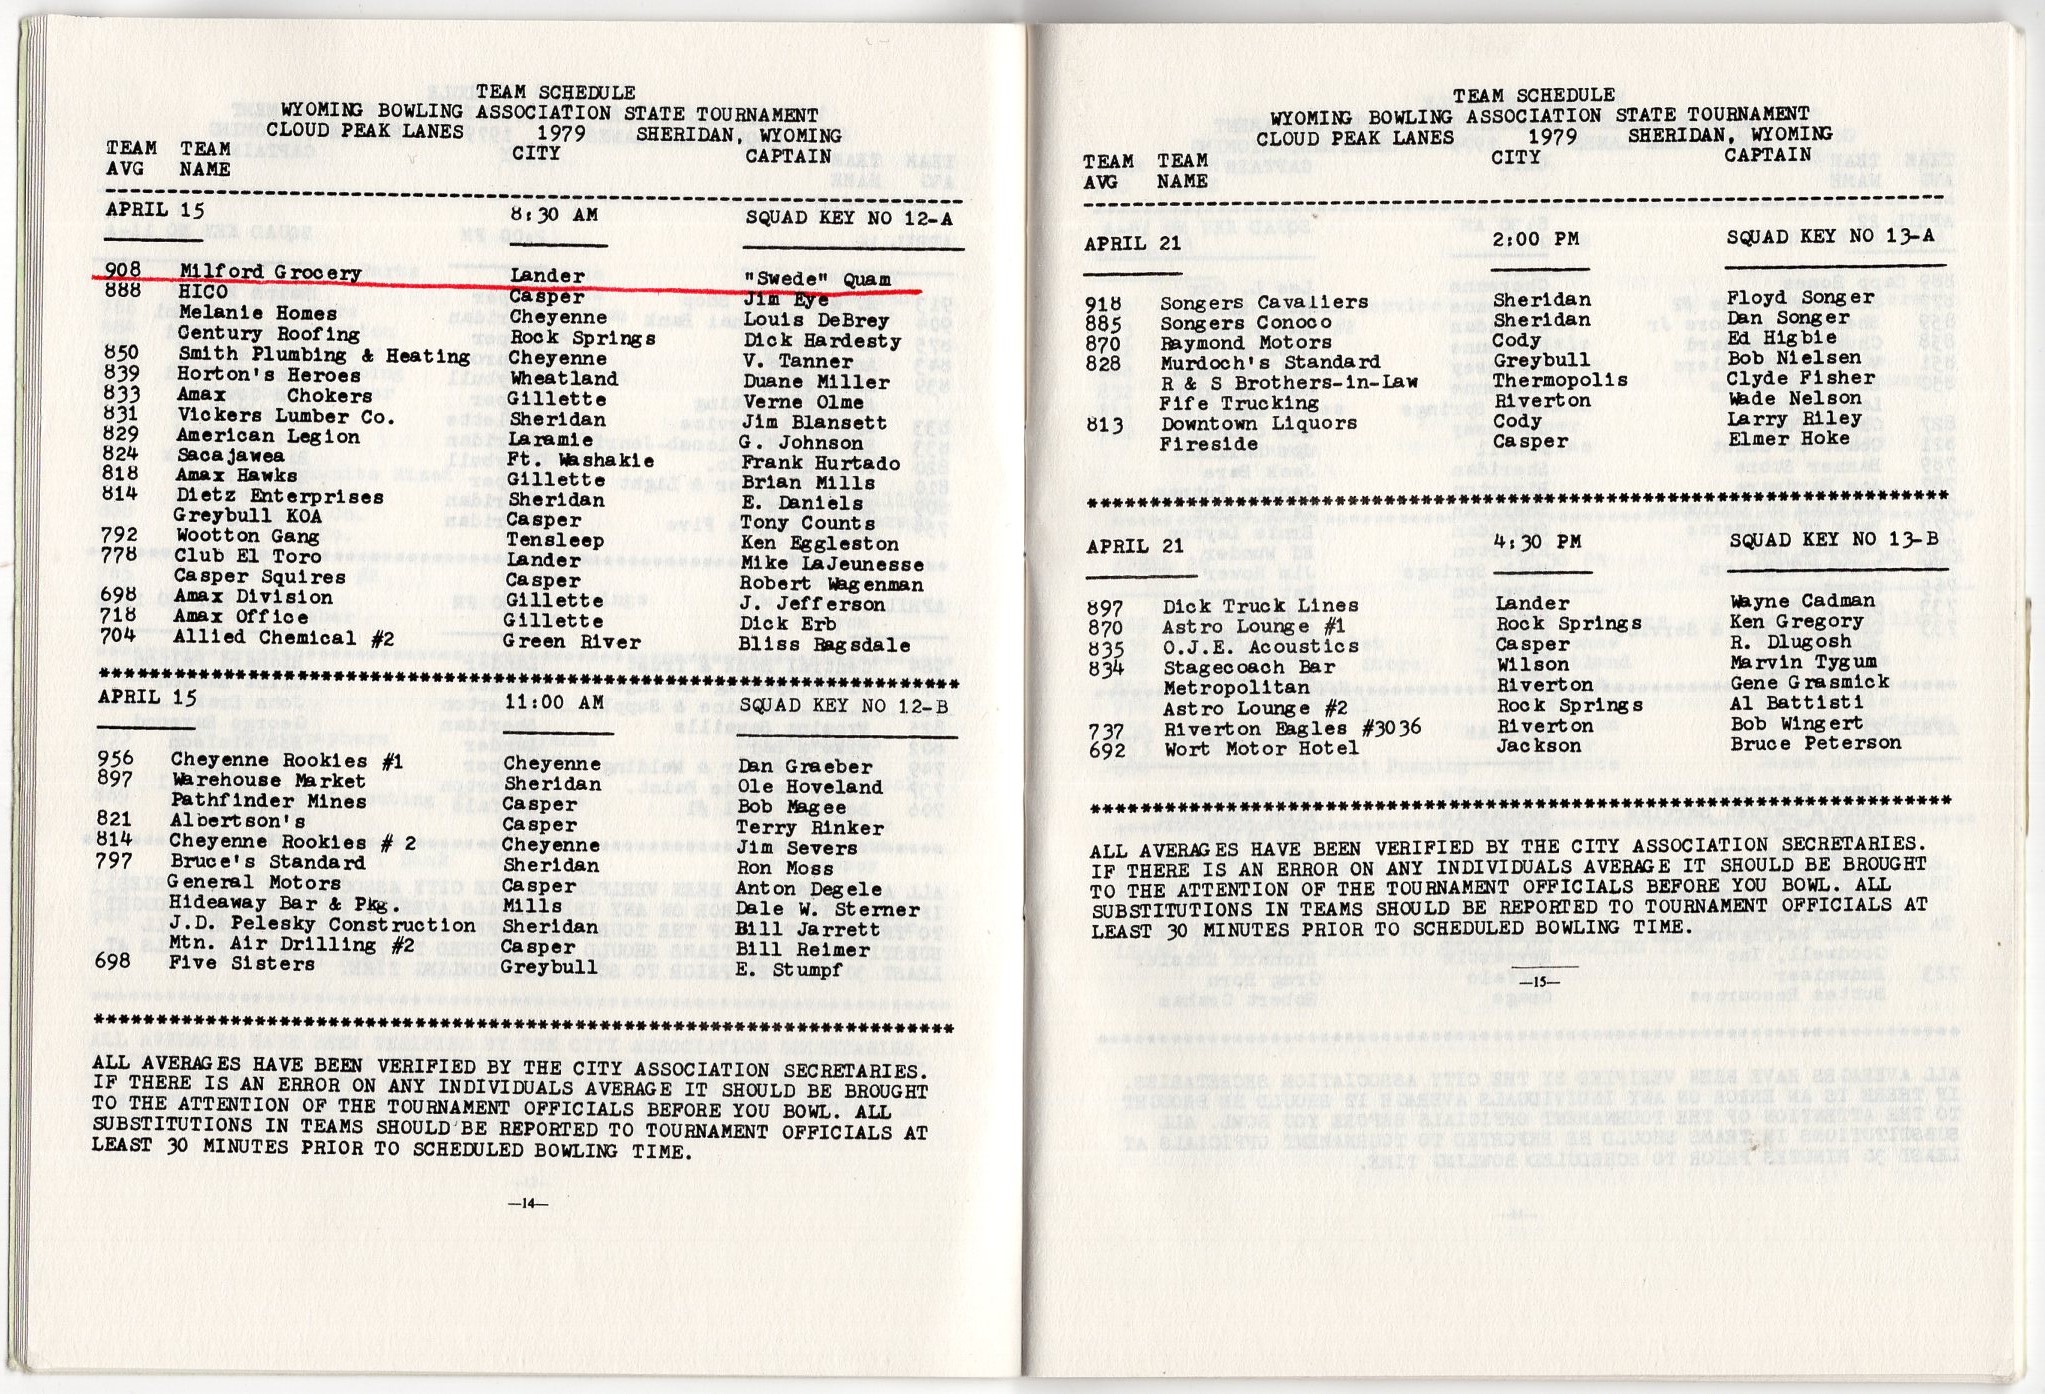 TEAM SCHEDULE
WYOMING BOWLING ASSOCIATION STATE TOURNAMENT
CLOUD PEAK LANES 1979 SHERIDAN, WYOMING
TEAM TEAM CITY CAPTAIN
AVG NAME
APRIL 15 8:30 AM SQUAD KEY NO 12-A
908 Milford Grocery Lander "Swede" Quam
888 HICO Casper Jim Eye
Melanie Homes Cheyenne Louis DeBrey
Century Roofing Rock Springs Dick Hardesty
850 Smith Plumbing & Heating Cheyenne V. Tanner
839 Horton's Heroes Wheatland Duane Miller
833 Amax Chokers Gillette Verne Olme
831 Vickers Lumber Co. Sheridan Jim Blansett
829 American Legion Laramie G. Johnson
824 Sacajawea Ft. Washakie Frank Hurtado
818 Amax Hawks Gillette Brian Mills
814 Dietz Enterprises Sheridan E. Daniels
Greybull KOA Casper Tony Counts
792 Wootton Gang Tensleep Ken Eggleston
778 Club El Toro Lander Mike LaJeunesse
Casper Squires Casper Robert Wagenman
698 Amax Division Gillette J. Jefferson
718 Amax Office Gillette Dick Erb
704 Allied Chemical #2 Green River Bliss Ragsdale
**********************************************************************
APRIL 15 11:00 AM SQUAD KEY NO 12-B
956 Cheyenne Rookies #1 Cheyenne Dan Graeber
897 Warehouse Market Sheridan Ole Hoveland
Pathfinder Mines Casper Bob Magee
821 Albertson's Casper Terry Rinker
814 Cheyenne Rookies # 2 Cheyenne Jim Severs
797 Bruce's Standard Sheridan Ron Moss
General Motors Casper Anton Degele
Hideaway Bar & Pkg. Mills Dale W. Sterner
J.D. Pelesky Construction Sheridan Bill Jarrett
Mtn. Air Drilling #2 Casper Bill Reimer
698 Five Sisters Greybull E. Stumpf
**********************************************************************
ALL AVERAGES HAVE BEEN VERIFIED BY THE CITY ASSOCIATION SECRETARIES.
IF THERE IS AN ERROR ON ANY INDIVIDUALS AVERAGE IT SHOULD BE BROUGHT
TO THE ATTENTION OF THE TOURNAMENT OFFICIALS BEFORE YOU BOWL. ALL
SUBSTITUTIONS IN TEAMS SHOULD BE REPORTED TO TOURNAMENT OFFICIALS AT
LEAST 30 MINUTES PRIOR TO SCHEDULED BOWLING TIME.
—14—
TEAM SCHEDULE
WYOMING BOWLING ASSOCIATION STATE TOURNAMENT
CLOUD PEAK LANES 1979 SHERIDAN, WYOMING
TEAM TEAM CITY CAPTAIN
AVG NAME
APRIL 21 2:00 PM SQUAD KEY NO 13-A
918 Songers Cavaliers Sheridan Floyd Songer
885 Songers Conoco Sheridan Dan Songer
870 Raymond Motors Cody Ed Higbie
828 Murdoch's Standard Greybull Bob Nielsen
R & S Brothers-in-Law Thermopolis Clyde Fisher
Fife Trucking Riverton Wade Nelson
813 Downtown Liquors Cody Larry Riley
Fireside Casper Elmer Hoke
**********************************************************************
APRIL 21 4:30 PM SQUAD KEY NO 13-B
897 Dick Truck Lines Lander Wayne Cadman
870 Astro Lounge #1 Rock Springs Ken Gregory
835 O.J.E. Acoustics Casper R. Dlugosh
834 Stagecoach Bar Wilson Marvin Tygum
Metropolitan Riverton Gene Grasmick
Astro Lounge #2 Rock Springs Al Battisti
737 Riverton Eagles #3036 Riverton Bob Wingert
692 Wort Motor Hotel Jackson Bruce Peterson
**********************************************************************
ALL AVERAGES HAVE BEEN VERIFIED BY THE CITY ASSOCIATION SECRETARIES.
IF THERE IS AN ERROR ON ANY INDIVIDUALS AVERAGE IT SHOULD BE BROUGHT
TO THE ATTENTION OF THE TOURNAMENT OFFICIALS BEFORE YOU BOWL. ALL
SUBSTITUTIONS IN TEAMS SHOULD BE REPORTED TO TOURNAMENT OFFICIALS AT
LEAST 30 MINUTES PRIOR TO SCHEDULED BOWLING TIME.
—15—